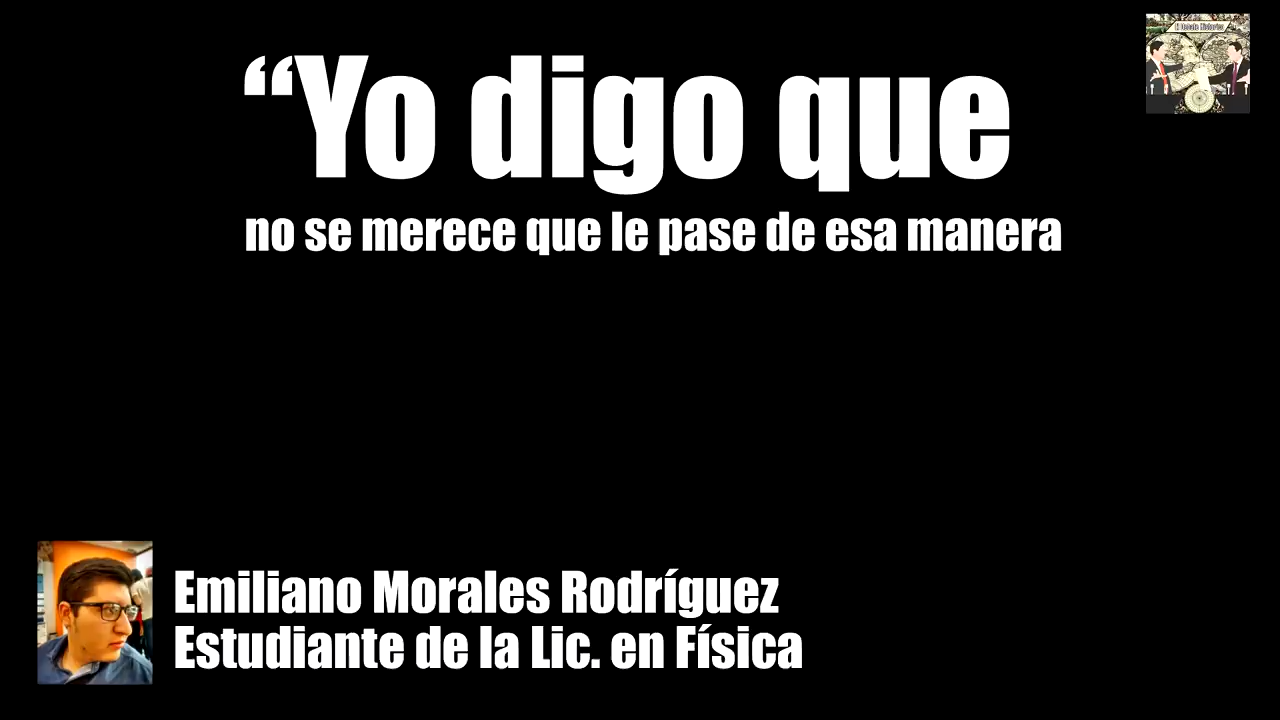 “Yo digo que
no se merece que le pase de esa manera
Emiliano Morales Rodríguez
Estudiante de la Lic. en Física